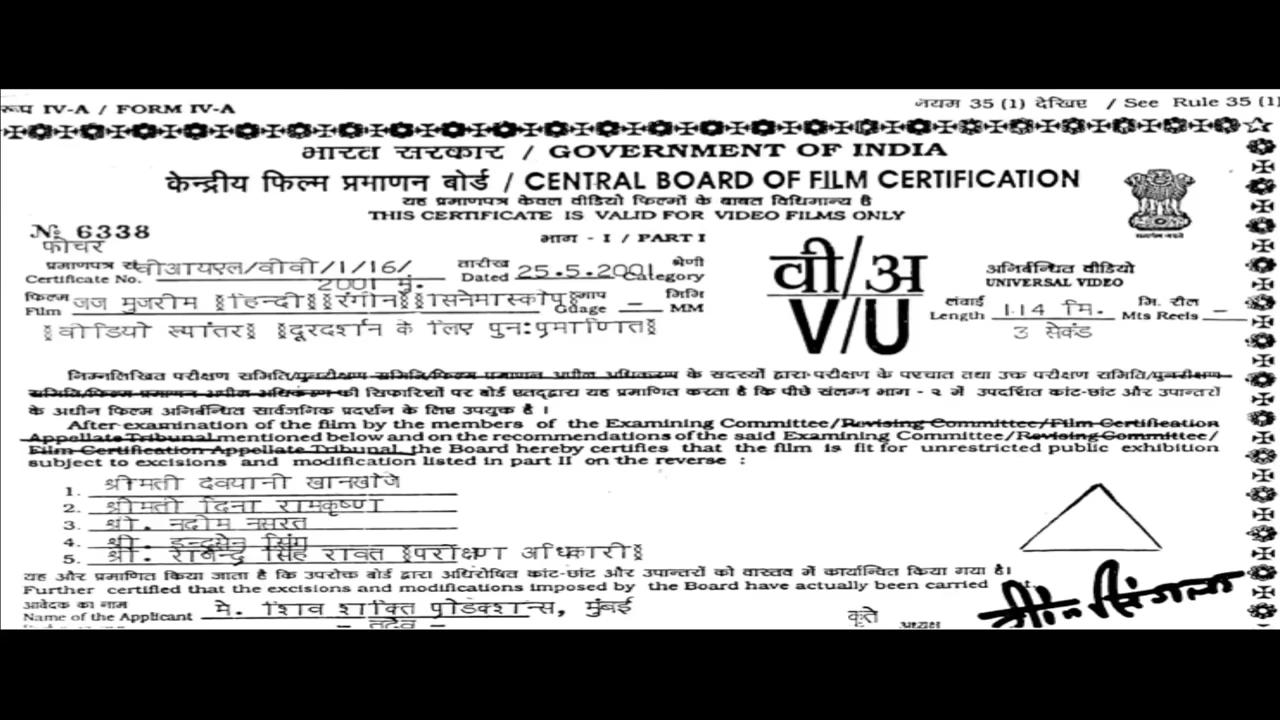 रूप IV-A / FORM IV-A
नियम 35 (1) देखिए / See Rule 35 (1)
भारत सरकार / GOVERNMENT OF INDIA
केन्द्रीय फिल्म प्रमाणन बोर्ड / CENTRAL BOARD OF FILM CERTIFICATION
यह प्रमाणपत्र केवल वीडियो फिल्मों के बाबत विधिमान्य है
THIS CERTIFICATE IS VALID FOR VIDEO FILMS ONLY
№ 6338
फीचर
भाग - I / PART I
प्रमाणपत्र सं. वीआयएल/वीवी/1/16/ तारीख श्रेणी
Certificate No. 2001 मुं. Dated 25.5.2001 Category
वी/अ
V/U
अनिर्बन्धित वीडियो
UNIVERSAL VIDEO
फिल्म जज मुजरीम (हिन्दी)(रंगीन)(सिनेमास्कोप) माप मिमि
Film Gdage - MM
लंबाई 114 मि. मि. रील
Length Mts Reels -
3 सेकंड
(वीडियो रूपांतर) (दूरदर्शन के लिए पुनःप्रमाणित)
निम्नलिखित परीक्षण समिति/पुनरीक्षण समिति/फिल्म प्रमाणन अपील अधिकरण के सदस्यों द्वारा परीक्षण के पश्चात तथा उक्त परीक्षण समिति/पुनरीक्षण
समिति/फिल्म प्रमाणन अपील अधिकरण की सिफारिशों पर बोर्ड एतद्द्वारा यह प्रमाणित करता है कि पीछे संलग्न भाग - २ में उपदर्शित कांट-छांट और उपान्तरों
के अधीन फिल्म अनिर्बन्धित सार्वजनिक प्रदर्शन के लिए उपयुक्त है ।
After examination of the film by the members of the Examining Committee/Revising Committee/Film Certification
Appellate Tribunal mentioned below and on the recommendations of the said Examining Committee/Revising Committee/
Film Certification Appellate Tribunal, the Board hereby certifies that the film is fit for unrestricted public exhibition
subject to excisions and modification listed in part II on the reverse :
1. श्रीमती देवयानी खानखोजे
2. श्रीमती दिना रामकृष्णा
3. श्री. नदीम नसरत
4. श्री. इन्द्रसेन सिंग
5. श्री. राजेन्द्र सिंह रावत (परीक्षण अधिकारी)
यह और प्रमाणित किया जाता है कि उपरोक्त बोर्ड द्वारा अधिरोपित कांट-छांट और उपान्तरों को वास्तव में कार्यान्वित किया गया है।
Further certified that the excisions and modifications imposed by the Board have actually been carried
आवेदक का नाम
Name of the Applicant मे. शिव शक्ति प्रोडक्शन्स, मुंबई
कृते
अध्यक्ष
- तदैव -